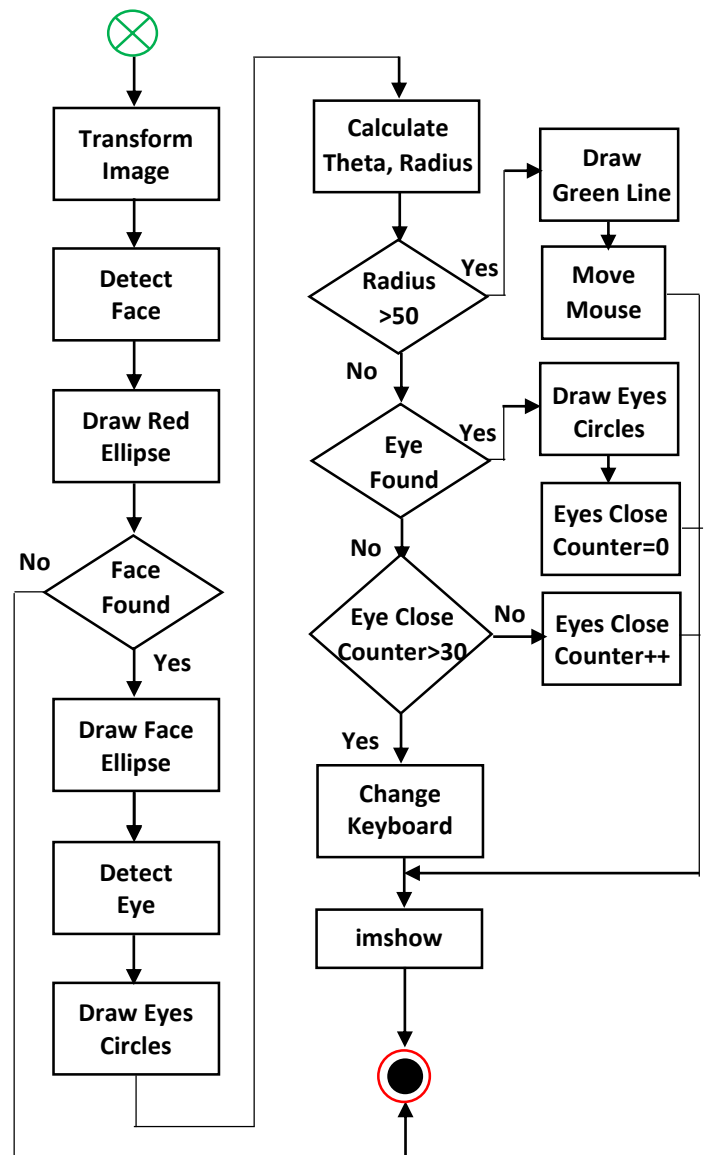 Transform
Image
Detect
Face
Draw Red
Ellipse
No
Face
Found
Yes
Draw Face
Ellipse
Detect
Eye
Draw Eyes
Circles
Calculate
Theta, Radius
Radius
>50
Yes
Draw
Green Line
Move
Mouse
No
Eye
Found
Yes
Draw Eyes
Circles
Eyes Close
Counter=0
No
Eye Close
Counter>30
No
Eyes Close
Counter++
Yes
Change
Keyboard
imshow